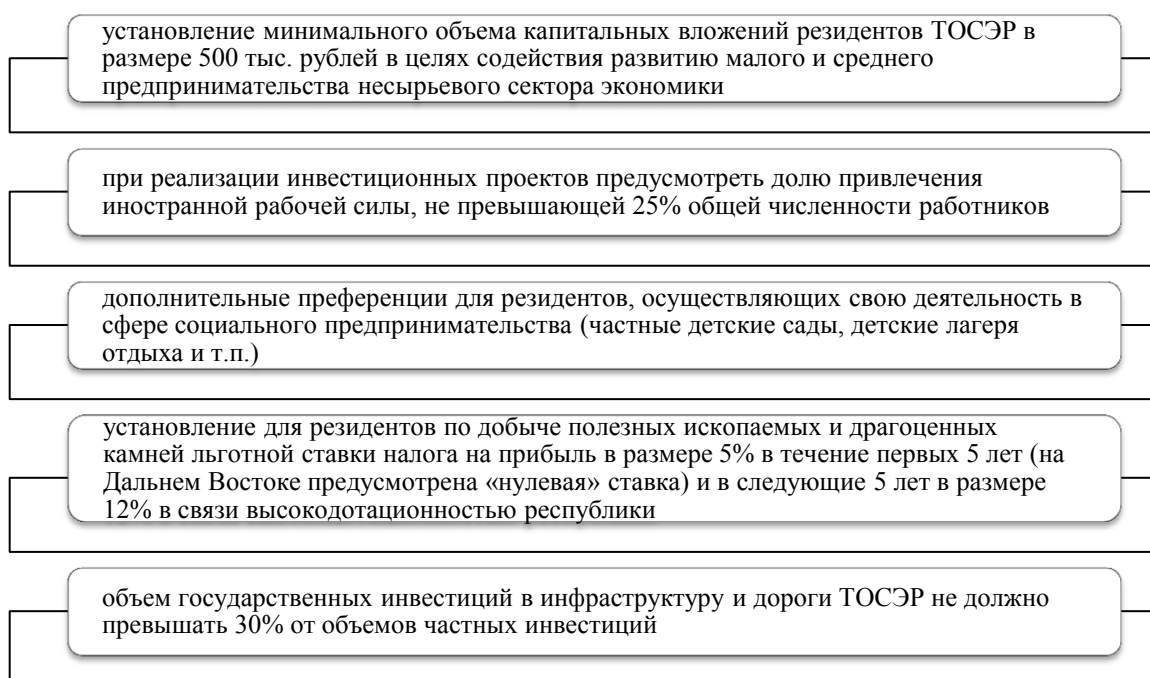 установление минимального объема капитальных вложений резидентов ТОСЭР в
размере 500 тыс. рублей в целях содействия развитию малого и среднего
предпринимательства несырьевого сектора экономики
при реализации инвестиционных проектов предусмотреть долю привлечения
иностранной рабочей силы, не превышающей 25% общей численности работников
дополнительные преференции для резидентов, осуществляющих свою деятельность в
сфере социального предпринимательства (частные детские сады, детские лагеря
отдыха и т.п.)
установление для резидентов по добыче полезных ископаемых и драгоценных
камней льготной ставки налога на прибыль в размере 5% в течение первых 5 лет (на
Дальнем Востоке предусмотрена «нулевая» ставка) и в следующие 5 лет в размере
12% в связи высокодотационностью республики
объем государственных инвестиций в инфраструктуру и дороги ТОСЭР не должно
превышать 30% от объемов частных инвестиций